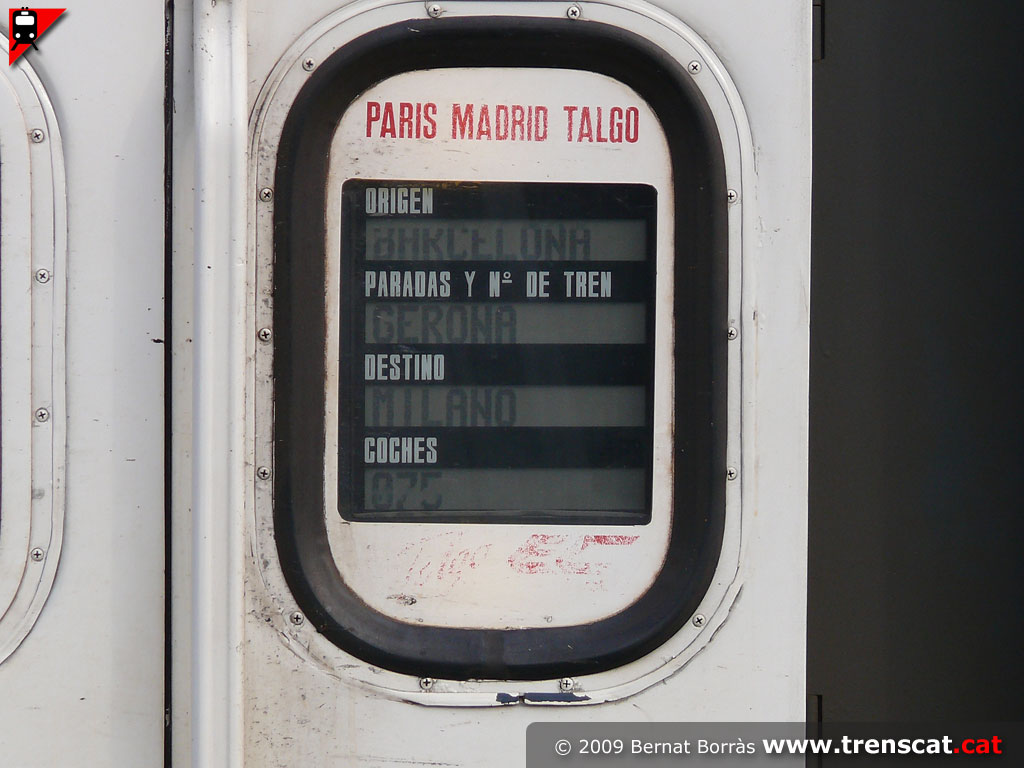 PARIS MADRID TALGO
ORIGEN
BARCELONA
PARADAS Y Nº DE TREN
GERONA
DESTINO
MILANO
COCHES
075
© 2009 Bernat Borràs www.trenscat.cat